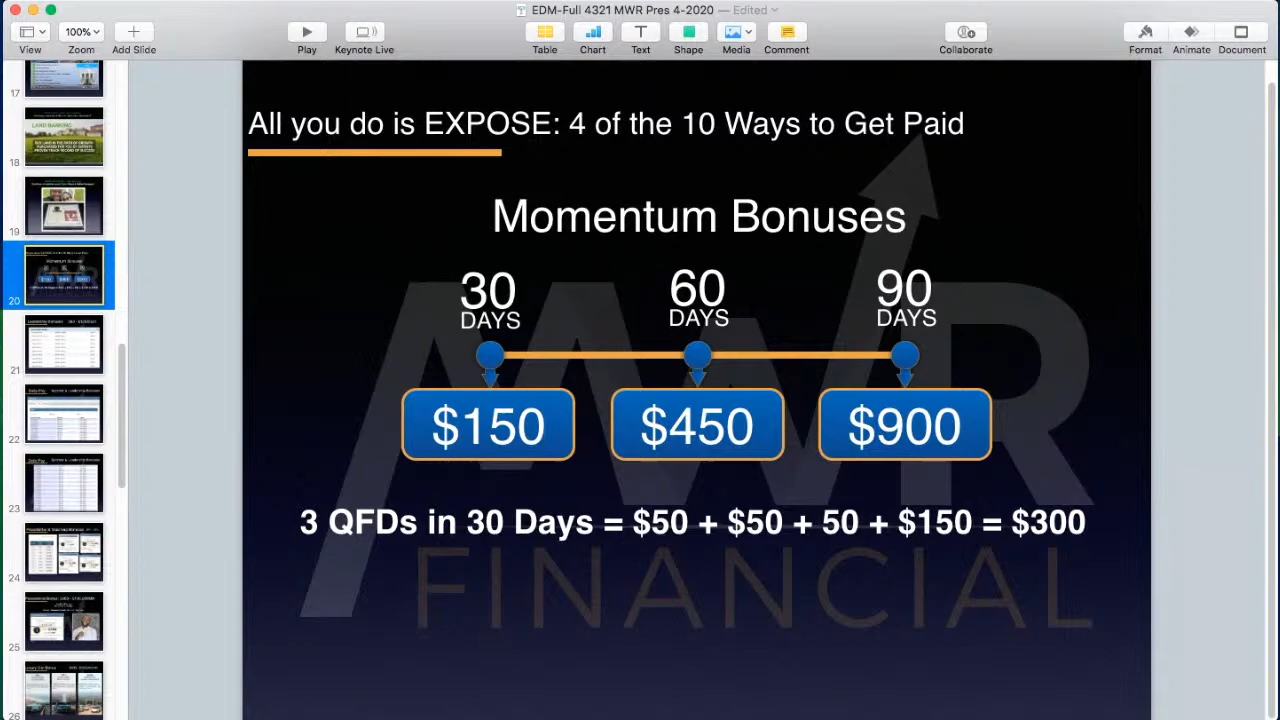 EDM-Full 4321 MWR Pres 4-2020 — Edited
100%
View
Zoom
Add Slide
Play
Keynote Live
Table
Chart
Text
Shape
Media
Comment
Collaborate
Format
Animate
Document
17
18
LAND BANKING
19
20
21
22
23
24
25
26
All you do is EXPOSE: 4 of the 10 Ways to Get Paid
Momentum Bonuses
30 60 90
DAYS DAYS DAYS
$150 $450 $900
3 QFDs in 30 Days = $50 + $50 + 50 + $150 = $300
MWR
FINANCIAL